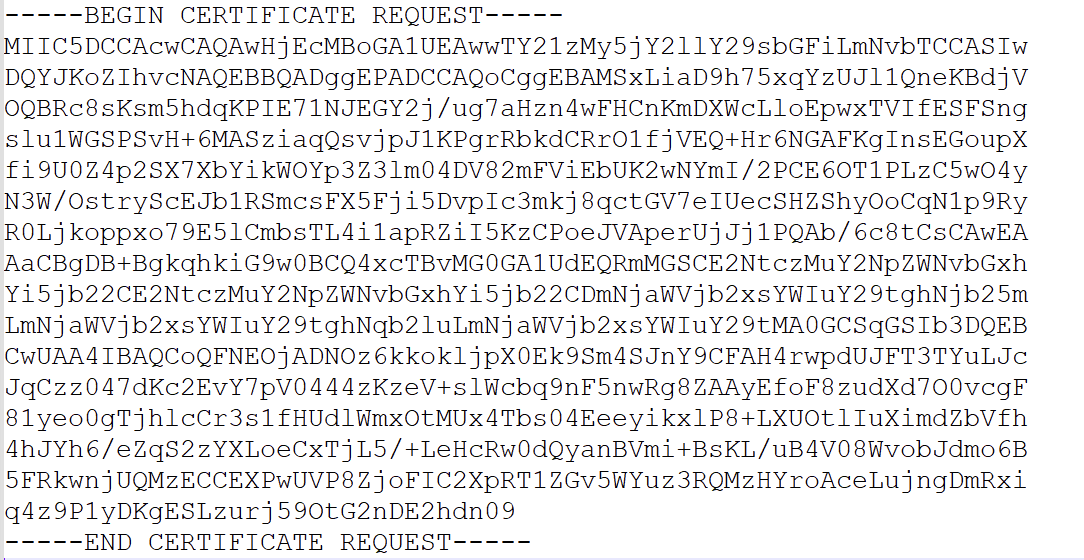 -----BEGIN CERTIFICATE REQUEST-----
MIIC5DCCAcwCAQAwHjEcMBoGA1UEAwwTY21zMy5jY2llY29sbGFiLmNvbTCCASIw
DQYJKoZIhvcNAQEBBQADggEPADCCAQoCggEBAMSxLiaD9h75xqYzUJl1QneKBdjV
OQBRc8sKsm5hdqKPIE71NJEGY2j/ug7aHzn4wFHCnKmDXWcLloEpwxTVIfESFSng
slu1WGSPSvH+6MASziaqQsvjpJ1KPgrRbkdCRrO1fjVEQ+Hr6NGAFKgInsEGoupX
fi9U0Z4p2SX7XbYikWOYp3Z3lm04DV82mFViEbUK2wNYmI/2PCE6OT1PLzC5wO4y
N3W/OstryScEJb1RSmcsFX5Fji5DvpIc3mkj8qctGV7eIUecSHZShyOoCqN1p9Ry
R0Ljkoppxo79E5lCmbsTL4i1apRZiI5KzCPoeJVAperUjJj1PQAb/6c8tCsCAwEA
AaCBgDB+BgkqhkiG9w0BCQ4xcTBvMG0GA1UdEQRmMGSCE2NtczMuY2NpZWNvbGxh
Yi5jb22CE2NtczMuY2NpZWNvbGxhYi5jb22CDmNjaWVjb2xsYWIuY29tghNjb25m
LmNjaWVjb2xsYWIuY29tghNqb2luLmNjaWVjb2xsYWIuY29tMA0GCSqGSIb3DQEB
CwUAA4IBAQCoQFNEOjADNOz6kkokljpX0Ek9Sm4SJnY9CFAH4rwpdUJFT3TYuLJc
JqCzz047dKc2EvY7pV0444zKzeV+slWcbq9nF5nwRg8ZAAyEfoF8zudXd7O0vcgF
81yeo0gTjhlcCr3s1fHUdlWmxOtMUx4Tbs04EeeyikxlP8+LXUOtlIuXimdZbVfh
4hJYh6/eZqS2zYXLoeCxTjL5/+LeHcRw0dQyanBVmi+BsKL/uB4V08WvobJdmo6B
5FRkwnjUQMzECCEXPwUVP8ZjoFIC2XpRT1ZGv5WYuz3RQMzHYroAceLujngDmRxi
q4z9P1yDKgESLzurj59OtG2nDE2hdn09
-----END CERTIFICATE REQUEST-----